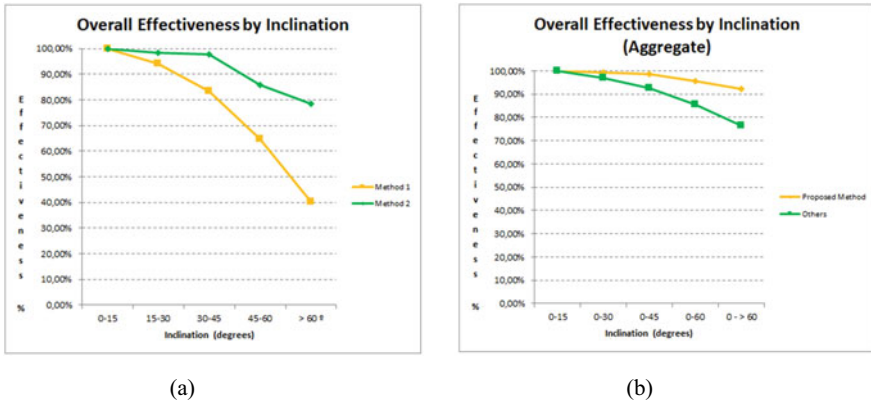 Overall Effectiveness by Inclination
100,00%
90,00%
80,00%
70,00%
60,00%
50,00%
40,00%
30,00%
20,00%
10,00%
0,00%
Effectiveness %
0-15 15-30 30-45 45-60 > 60 º
Inclination (degrees)
Method 1
Method 2
(a)
Overall Effectiveness by Inclination
(Aggregate)
100,00%
90,00%
80,00%
70,00%
60,00%
50,00%
40,00%
30,00%
20,00%
10,00%
0,00%
Effectiveness %
0-15 0-30 0-45 0-60 0 - > 60
Inclination (degrees)
Proposed Method
Others
(b)